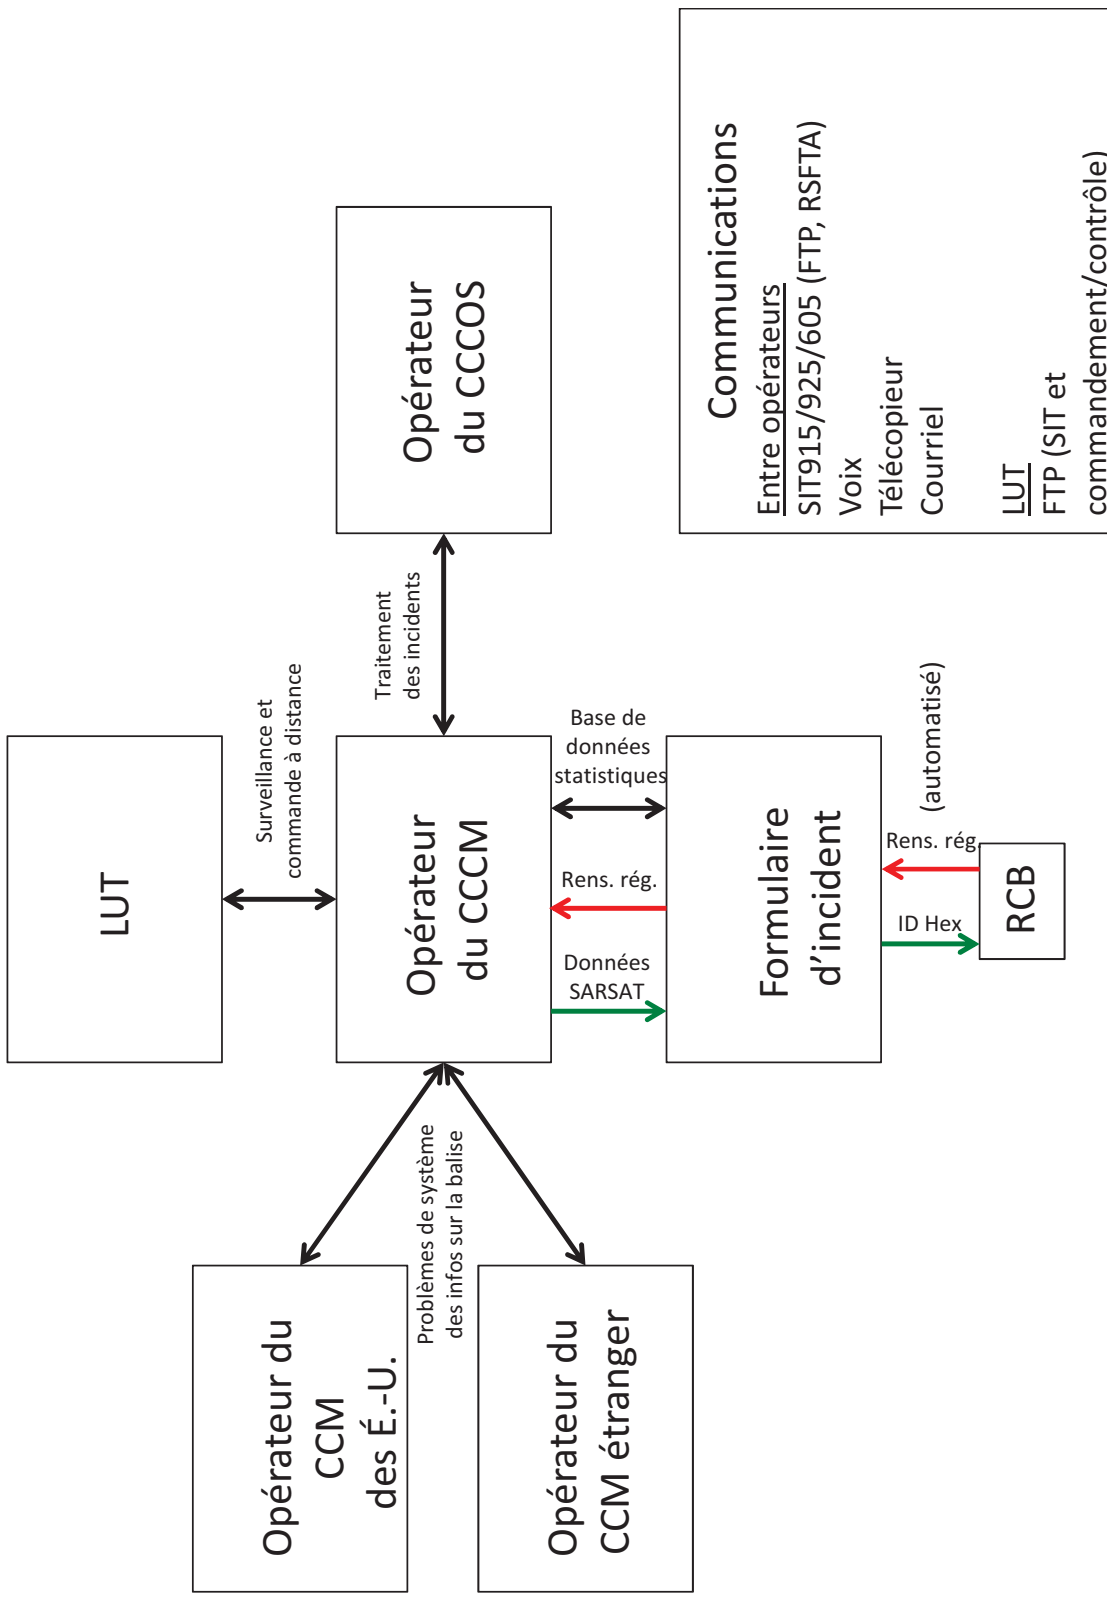 LUT
Surveillance et
commande à distance
Opérateur du
CCM
des É.-U.
Opérateur du
CCM étranger
Problèmes de système
des infos sur la balise
Opérateur
du CCCM
Traitement
des incidents
Opérateur
du CCCOS
Données
SARSAT
Rens. rég.
Base de
données
statistiques
Formulaire
d'incident
ID Hex
Rens. rég.
(automatisé)
RCB
Communications
Entre opérateurs
SIT915/925/605 (FTP, RSFTA)
Voix
Télécopieur
Courriel
LUT
FTP (SIT et
commandement/contrôle)